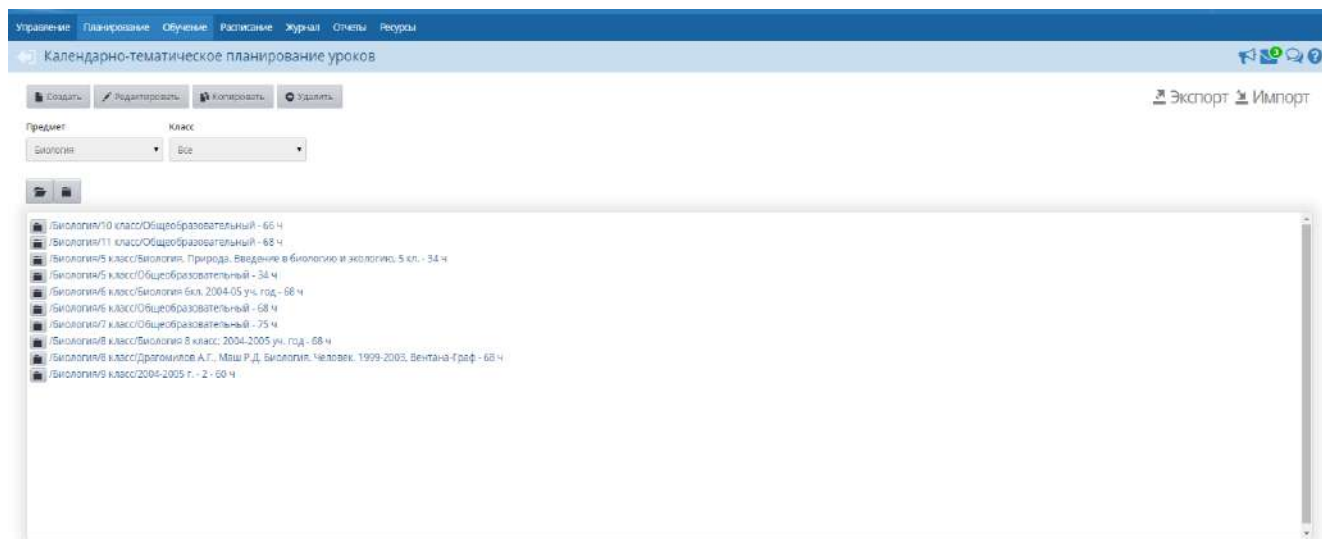 Управление Планирование Обучение Расписание Журнал Отчеты Ресурсы
Календарно-тематическое планирование уроков
3
Создать Редактировать Копировать Удалить
Экспорт Импорт
Предмет Класс
Биология Все
/Биология/10 класс/Общеобразовательный - 66 ч
/Биология/11 класс/Общеобразовательный - 68 ч
/Биология/5 класс/Биология. Природа. Введение в биологию и экологию, 5 кл. - 34 ч
/Биология/5 класс/Общеобразовательный - 34 ч
/Биология/6 класс/Биология 6кл. 2004-05 уч. год - 68 ч
/Биология/6 класс/Общеобразовательный - 68 ч
/Биология/7 класс/Общеобразовательный - 75 ч
/Биология/8 класс/Биология 8 класс; 2004-2005 уч. год - 68 ч
/Биология/8 класс/Драгомилов А.Г., Маш Р.Д. Биология. Человек. 1999-2003, Вентана-Граф - 68 ч
/Биология/9 класс/2004-2005 г. - 2 - 60 ч